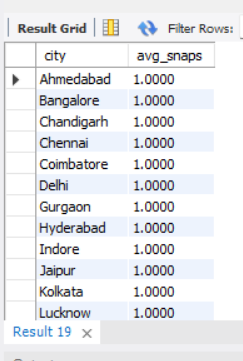 Result Grid Filter Rows:
city avg_snaps
Ahmedabad 1.0000
Bangalore 1.0000
Chandigarh 1.0000
Chennai 1.0000
Coimbatore 1.0000
Delhi 1.0000
Gurgaon 1.0000
Hyderabad 1.0000
Indore 1.0000
Jaipur 1.0000
Kolkata 1.0000
Lucknow 1.0000
Result 19 ×